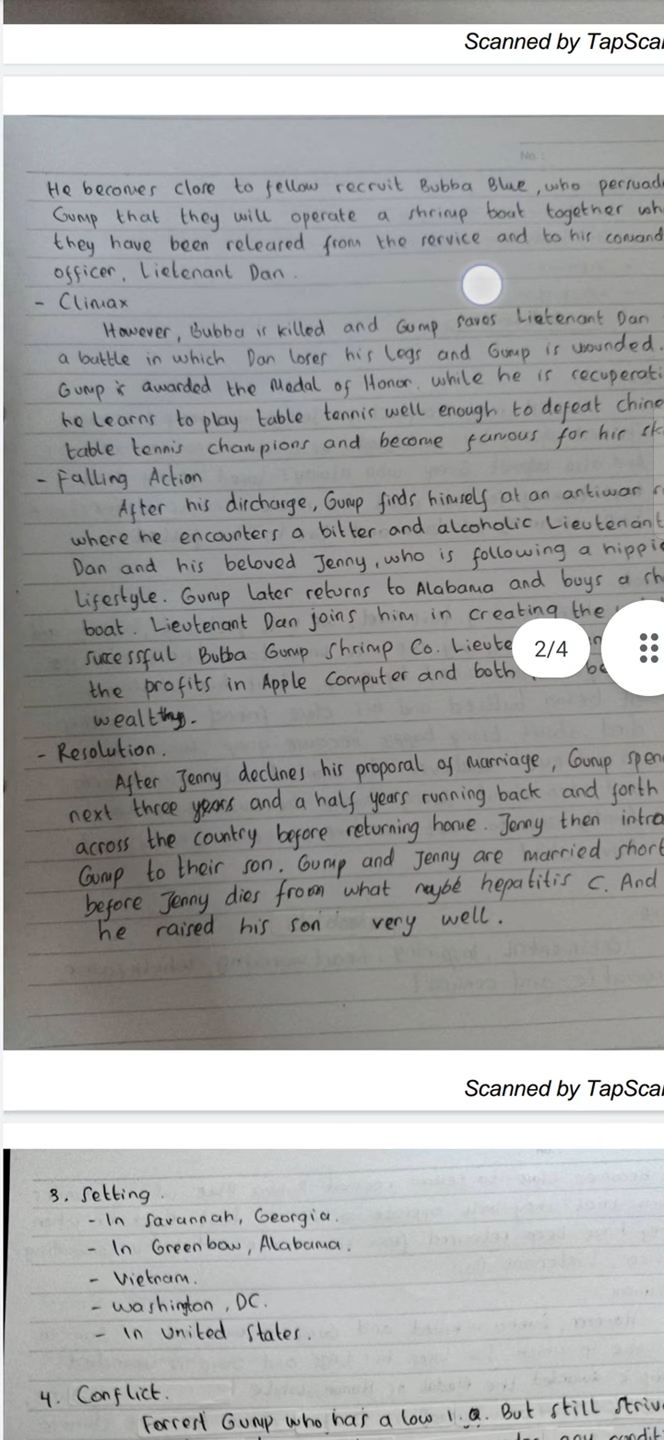 Scanned by TapScar
No :
He becomes close to fellow recruit Bubba Blue, who persuad
Gump that they will operate a shrimp boat together wh
they have been released from the service and to his comand
officer, Lietenant Dan.
- Climax
However, Bubba is killed and Gump saves Lietenant Dan
a battle in which Dan loses his Legs and Gump is wounded.
Gump is awarded the Medal of Honor. while he is recuperati
he learns to play table tennis well enough to defeat chine
table tennis champions and become famous for his sk
- Falling Action
After his discharge, Gump finds himself at an antiwar r
where he encounters a bitter and alcoholic Lieutenant
Dan and his beloved Jenny, who is following a hippie
Lifestyle. Gump later returns to Alabama and buys a sh
boat. Lieutenant Dan joins him in creating the
successful Bubba Gump Shrimp Co. Lieute
2/4
the profits in Apple Computer and both be
wealthy.
- Resolution.
After Jenny declines his proposal of marriage, Gump spen
next three years and a half years running back and forth
across the country before returning home. Jenny then intro
Gump to their son. Gump and Jenny are married short
before Jenny dies from what maybe hepatitis C. And
he raised his son very well.
Scanned by TapScar
3. Setting.
- In Savannah, Georgia.
- In Greenbow, Alabama.
- Vietnam.
- Washington, DC.
- In United States.
4. Conflict.
Forrest Gump who has a low I.Q. But still strive
any condit